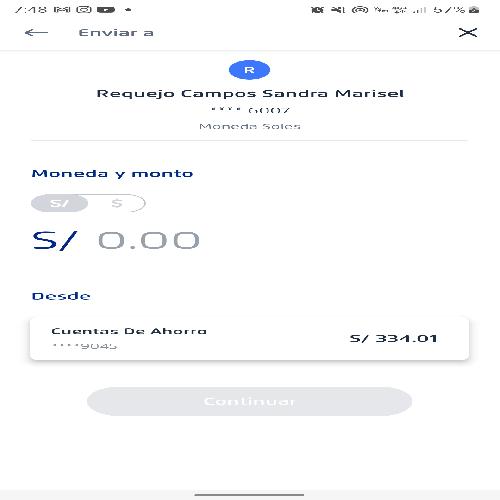 7:48 57%
Enviar a
R
Requejo Campos Sandra Marisel
**** 6007
Moneda Soles
Moneda y monto
S/ $
S/ 0.00
Desde
Cuentas De Ahorro
S/ 334.01
****9045
Continuar